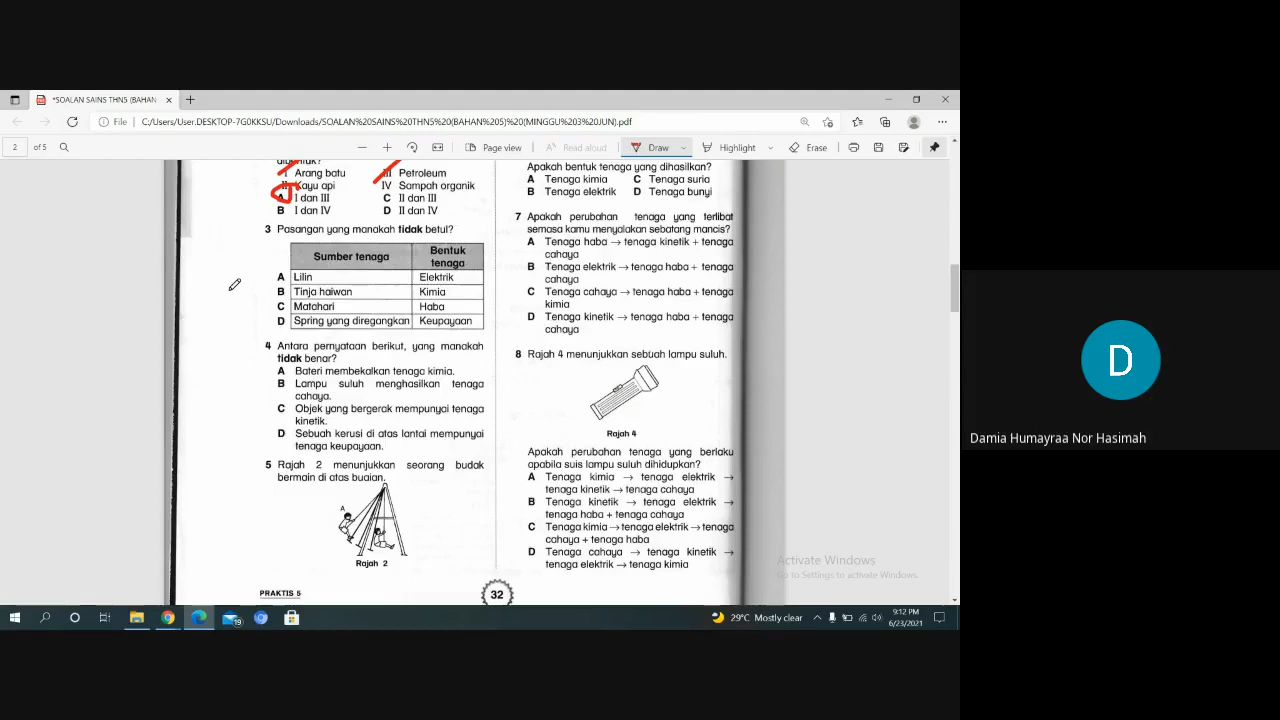 *SOALAN SAINS THN5 (BAHAN
File C:/Users/User.DESKTOP-7G0KKSU/Downloads/SOALAN%20SAINS%20THN5%20(BAHAN%205)%20(MINGGU%203%20JUN).pdf
2 of 5 Page view Read aloud Draw Highlight Erase
I Arang batu III Petroleum
II Kayu api IV Sampah organik
A I dan III C II dan III
B I dan IV D II dan IV
3 Pasangan yang manakah tidak betul?
Sumber tenaga Bentuk tenaga
A Lilin Elektrik
B Tinja haiwan Kimia
C Matahari Haba
D Spring yang diregangkan Keupayaan
4 Antara pernyataan berikut, yang manakah
tidak benar?
A Bateri membekalkan tenaga kimia.
B Lampu suluh menghasilkan tenaga
cahaya.
C Objek yang bergerak mempunyai tenaga
kinetik.
D Sebuah kerusi di atas lantai mempunyai
tenaga keupayaan.
5 Rajah 2 menunjukkan seorang budak
bermain di atas buaian.
A
Rajah 2
PRAKTIS 5
32
Apakah bentuk tenaga yang dihasilkan?
A Tenaga kimia C Tenaga suria
B Tenaga elektrik D Tenaga bunyi
7 Apakah perubahan tenaga yang terlibat
semasa kamu menyalakan sebatang mancis?
A Tenaga haba → tenaga kinetik + tenaga
cahaya
B Tenaga elektrik → tenaga haba + tenaga
cahaya
C Tenaga cahaya → tenaga haba + tenaga
kimia
D Tenaga kinetik → tenaga haba + tenaga
cahaya
8 Rajah 4 menunjukkan sebuah lampu suluh.
Rajah 4
Apakah perubahan tenaga yang berlaku
apabila suis lampu suluh dihidupkan?
A Tenaga kimia → tenaga elektrik →
tenaga kinetik → tenaga cahaya
B Tenaga kinetik → tenaga elektrik →
tenaga haba + tenaga cahaya
C Tenaga kimia → tenaga elektrik → tenaga
cahaya + tenaga haba
D Tenaga cahaya → tenaga kinetik →
tenaga elektrik → tenaga kimia
Activate Windows
Go to Settings to activate Windows.
19
29°C Mostly clear
9:12 PM
6/23/2021
D
Damia Humayraa Nor Hasimah